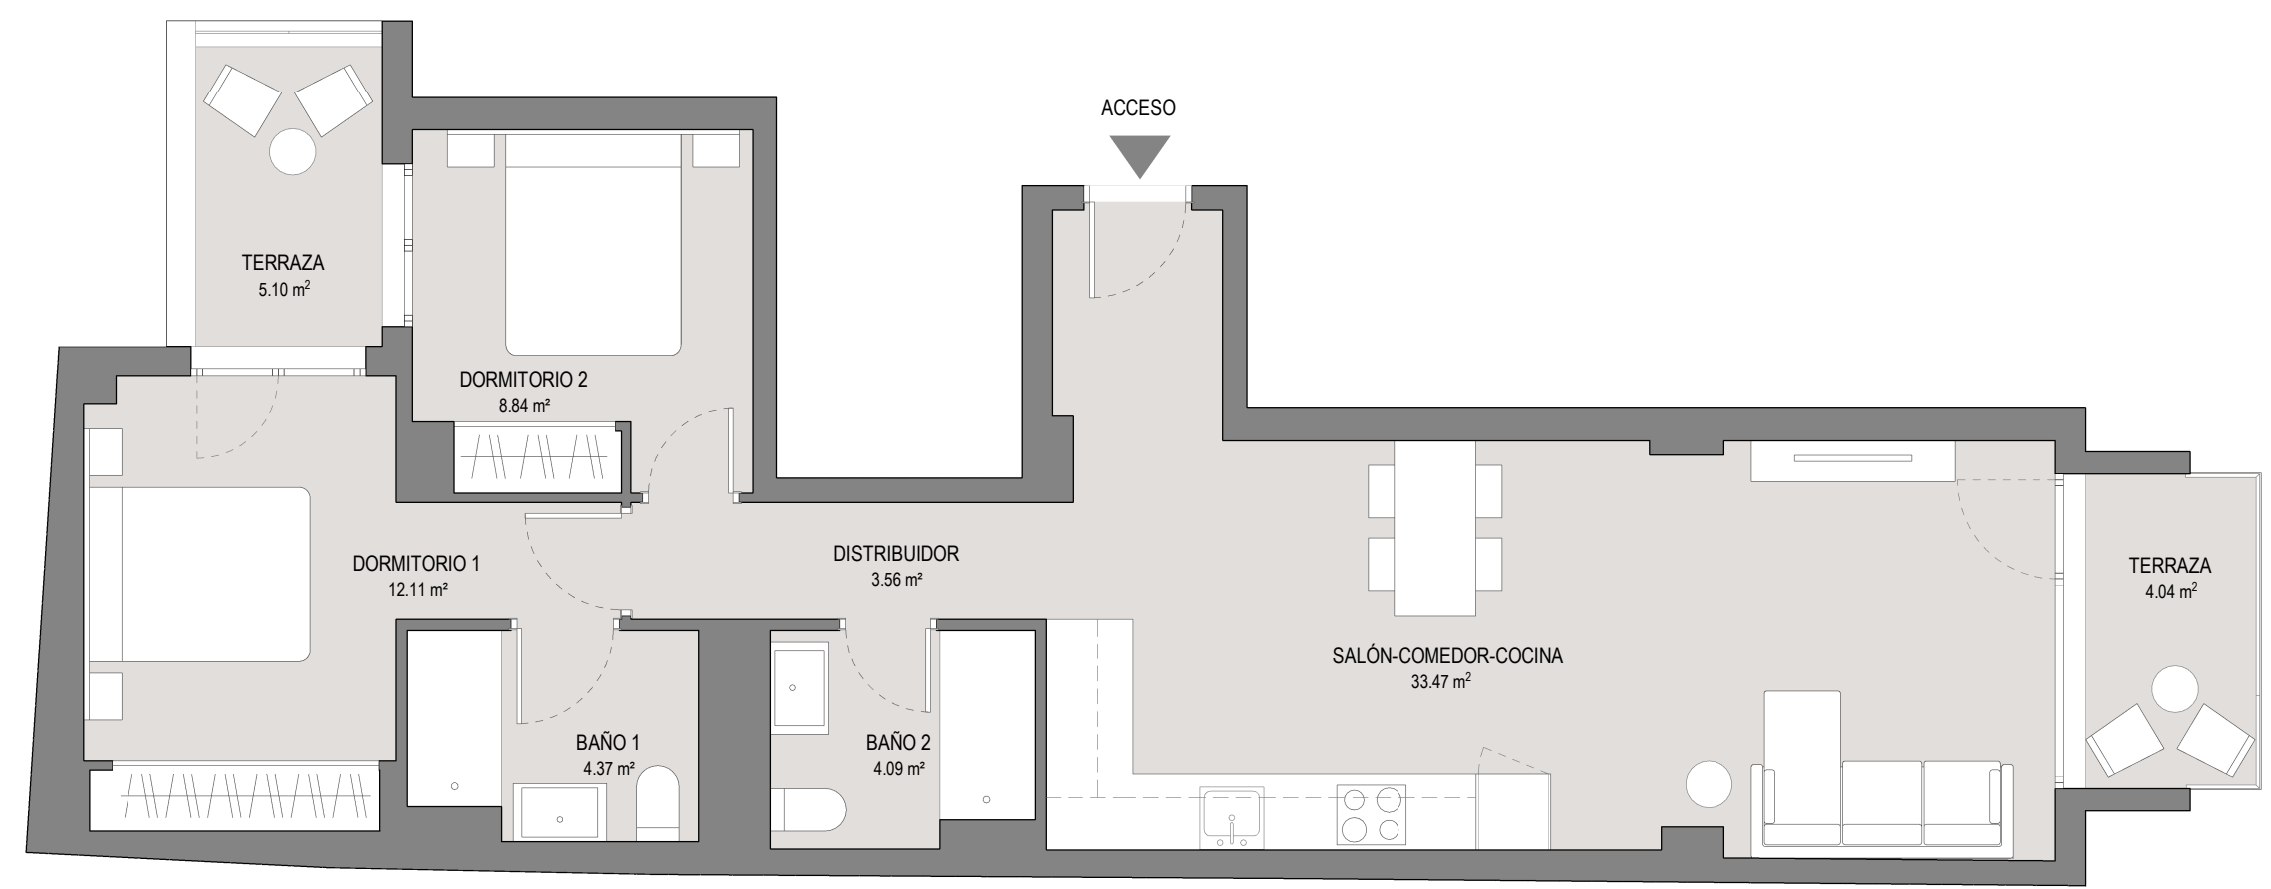 ACCESO
TERRAZA
5.10 m²
DORMITORIO 2
8.84 m²
DORMITORIO 1
12.11 m²
DISTRIBUIDOR
3.56 m²
TERRAZA
4.04 m²
SALÓN-COMEDOR-COCINA
33.47 m²
BAÑO 1
4.37 m²
BAÑO 2
4.09 m²